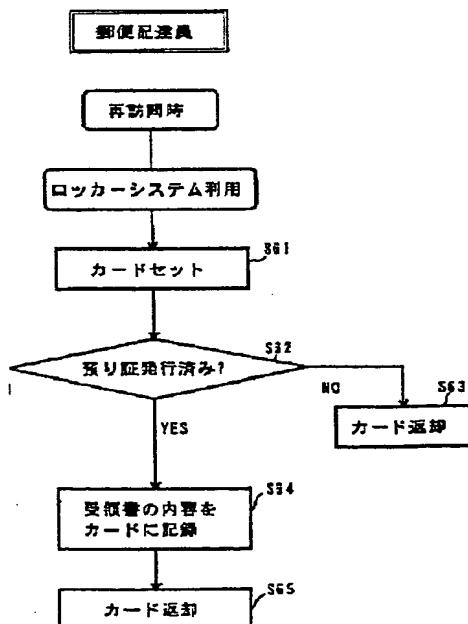 郵便配達員
再訪問時
ロッカーシステム利用
S61
カードセット
S62
預り証発行済み?
NO
S63
カード返却
YES
S64
受領書の内容を
カードに記録
S65
カード返却